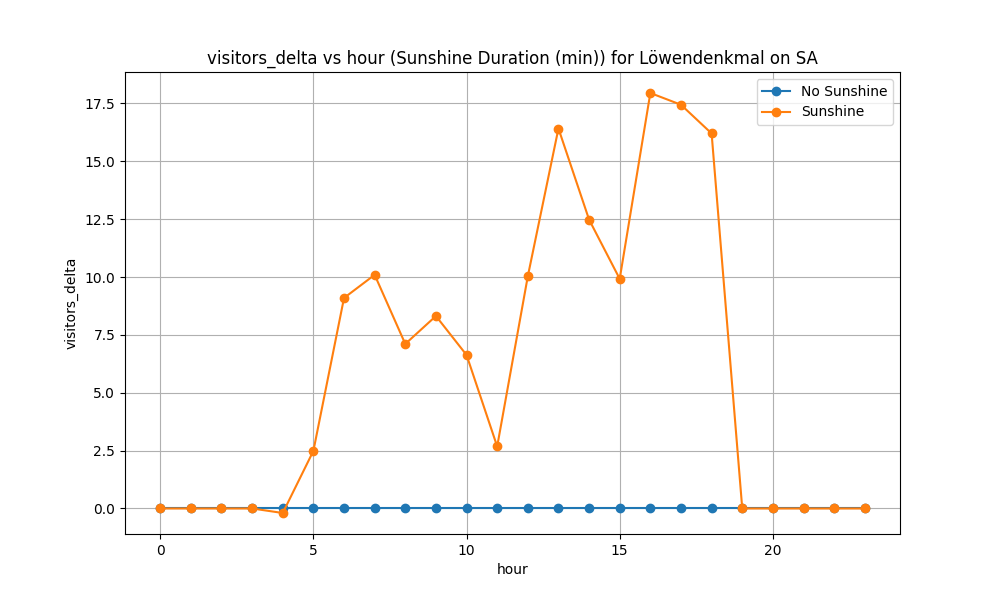 visitors_delta vs hour (Sunshine Duration (min)) for Löwendenkmal on SA
No Sunshine
Sunshine
17.5
15.0
12.5
10.0
7.5
5.0
2.5
0.0
visitors_delta
0 5 10 15 20
hour